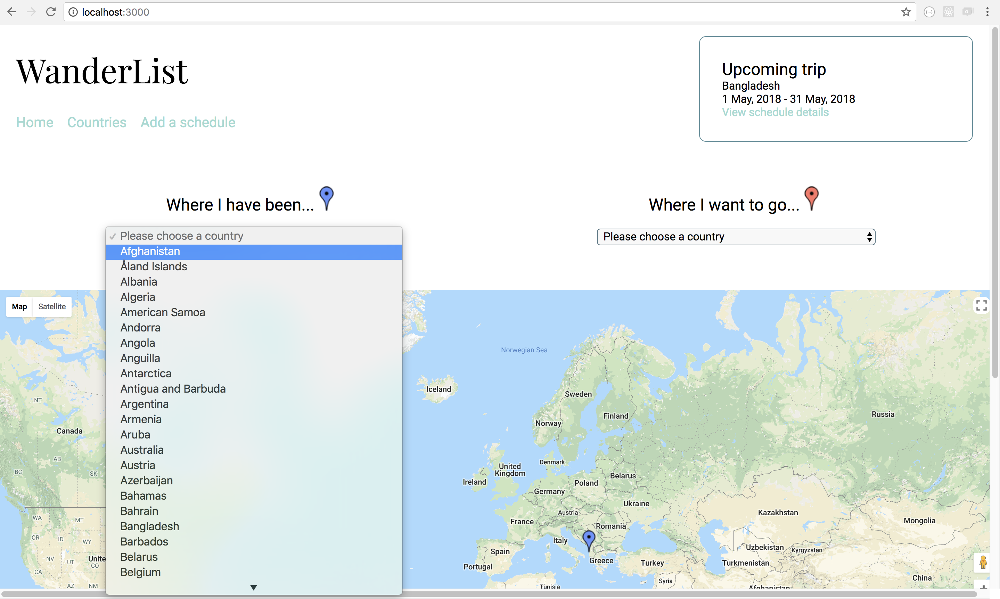 localhost:3000
WanderList
Home Countries Add a schedule
Upcoming trip
Bangladesh
1 May, 2018 - 31 May, 2018
View schedule details
Where I have been...
Where I want to go...
✓ Please choose a country
Afghanistan
Åland Islands
Albania
Algeria
American Samoa
Andorra
Angola
Anguilla
Antarctica
Antigua and Barbuda
Argentina
Armenia
Aruba
Australia
Austria
Azerbaijan
Bahamas
Bahrain
Bangladesh
Barbados
Belarus
Belgium
Please choose a country
Map Satellite
NT
Canada
AB
BC
SK
WA
MT
OR
ID
WY
NV
UT
Unite
CO
CA
AZ
NM
Norwegian Sea
Iceland
Sweden
Finland
Norway
Russia
Denmark
United
Kingdom
Ireland
Belarus
Poland
Germany
Ukraine
Austria
Kazakhstan
France
Romania
Mongolia
Italy
Spain
Uzbekistan
Kyrgyzstan
Greece
Turkey
Turkmenistan
Portugal
China
Syria
Tunisia
Afghanistan